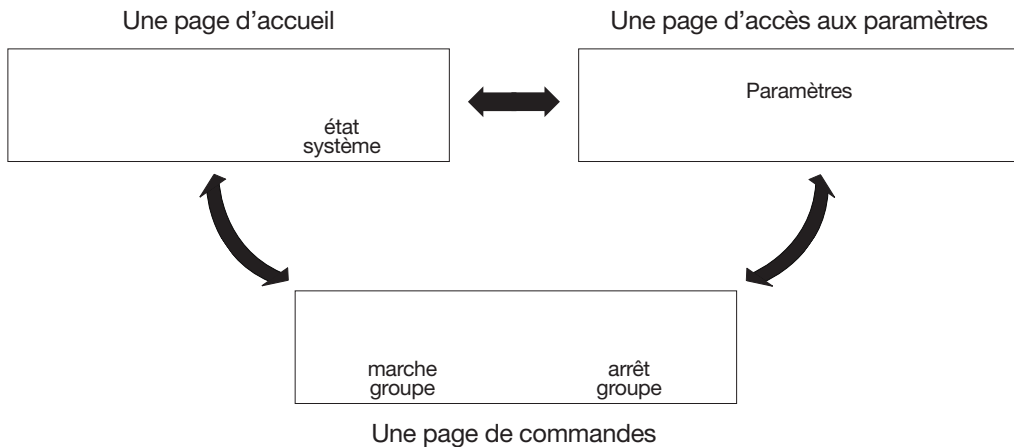 Une page d’accueil
Une page d’accès aux paramètres
état
système
Paramètres
marche
groupe
arrêt
groupe
Une page de commandes